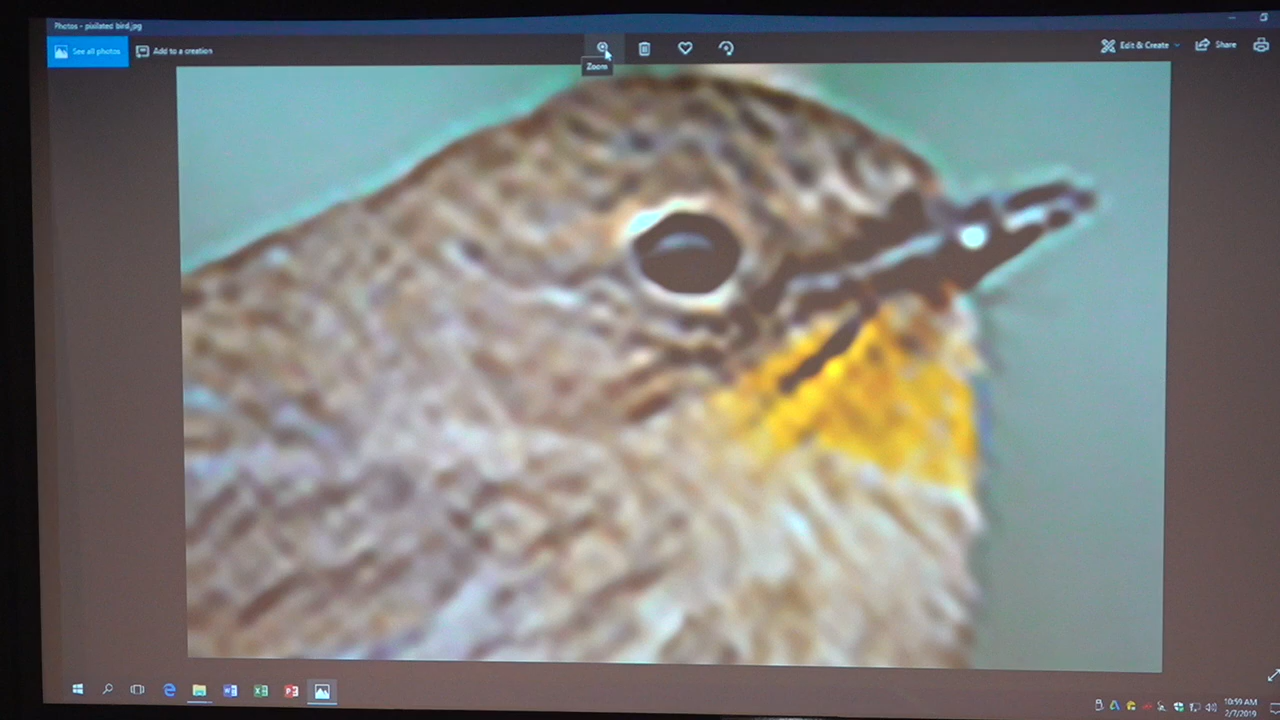 Photos - pixilated bird.jpg
See all photos
Add to a creation
Zoom
Edit & Create
Share
10:59 AM
2/7/2019